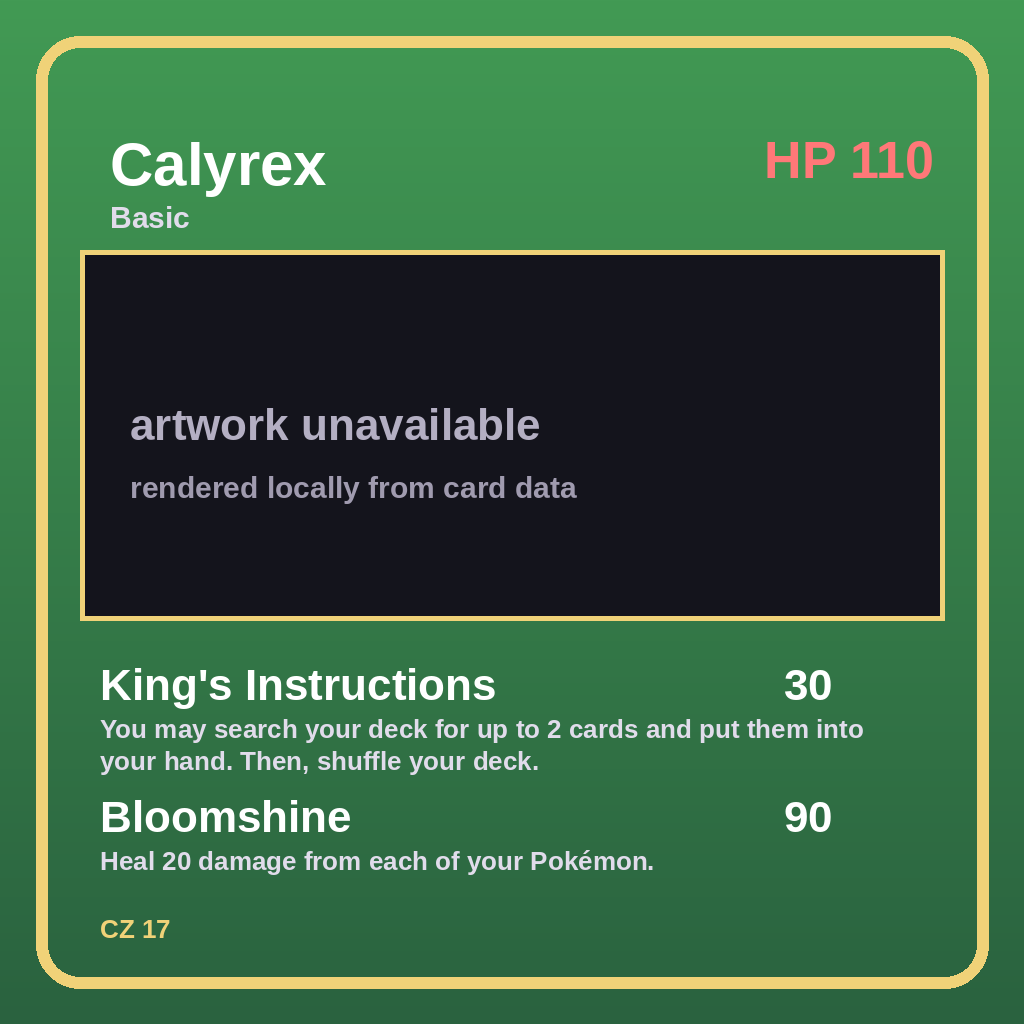 Calyrex
HP 110
Basic
artwork unavailable
rendered locally from card data
King's Instructions 30
You may search your deck for up to 2 cards and put them into
your hand. Then, shuffle your deck.
Bloomshine 90
Heal 20 damage from each of your Pokémon.
CZ 17